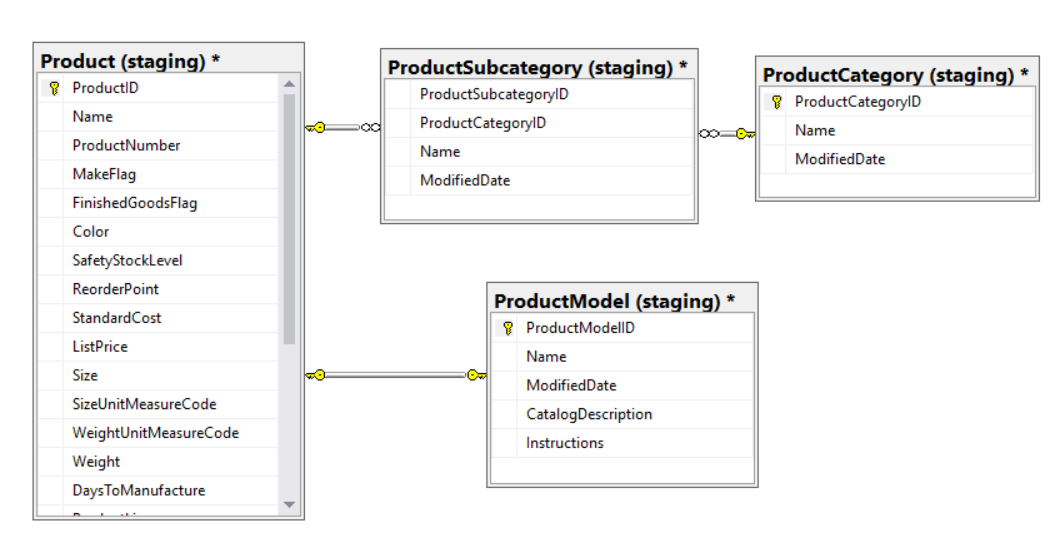 Product (staging) *
ProductID
Name
ProductNumber
MakeFlag
FinishedGoodsFlag
Color
SafetyStockLevel
ReorderPoint
StandardCost
ListPrice
Size
SizeUnitMeasureCode
WeightUnitMeasureCode
Weight
DaysToManufacture
ProductSubcategory (staging) *
ProductSubcategoryID
ProductCategoryID
Name
ModifiedDate
ProductCategory (staging) *
ProductCategoryID
Name
ModifiedDate
ProductModel (staging) *
ProductModelID
Name
ModifiedDate
CatalogDescription
Instructions